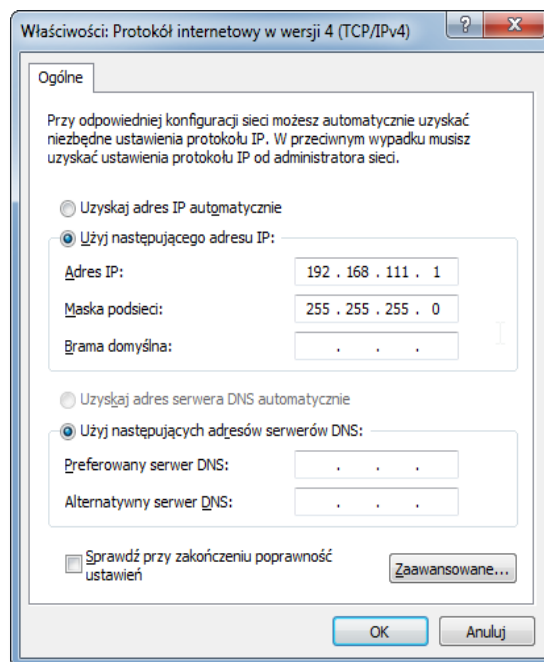 Właściwości: Protokół internetowy w wersji 4 (TCP/IPv4)
Ogólne
Przy odpowiedniej konfiguracji sieci możesz automatycznie uzyskać
niezbędne ustawienia protokołu IP. W przeciwnym wypadku musisz
uzyskać ustawienia protokołu IP od administratora sieci.
Uzyskaj adres IP automatycznie
Użyj następującego adresu IP:
Adres IP: 192 . 168 . 111 . 1
Maska podsieci: 255 . 255 . 255 . 0
Brama domyślna: . . .
Uzyskaj adres serwera DNS automatycznie
Użyj następujących adresów serwerów DNS:
Preferowany serwer DNS: . . .
Alternatywny serwer DNS: . . .
Sprawdź przy zakończeniu poprawność
ustawień
Zaawansowane...
OK Anuluj